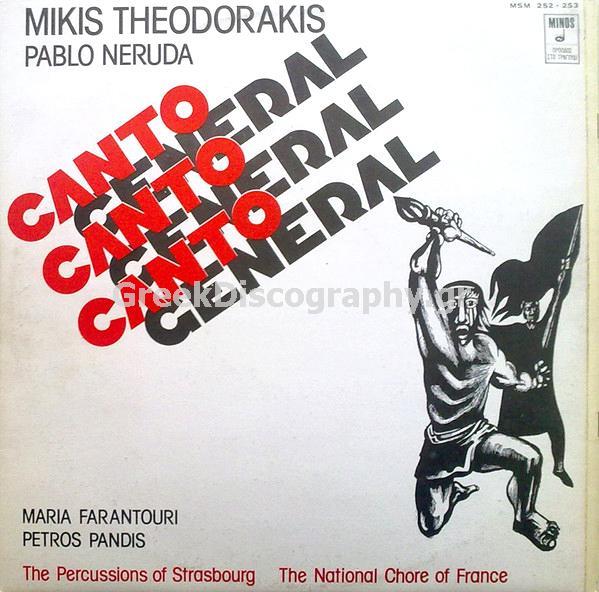 MIKIS THEODORAKIS
PABLO NERUDA
MSM 252 - 253
MINOS
CANTO
GENERAL
CANTO
GENERAL
CANTO
GENERAL
GreekDiscography.gr
MARIA FARANTOURI
PETROS PANDIS
The Percussions of Strasbourg The National Chore of France